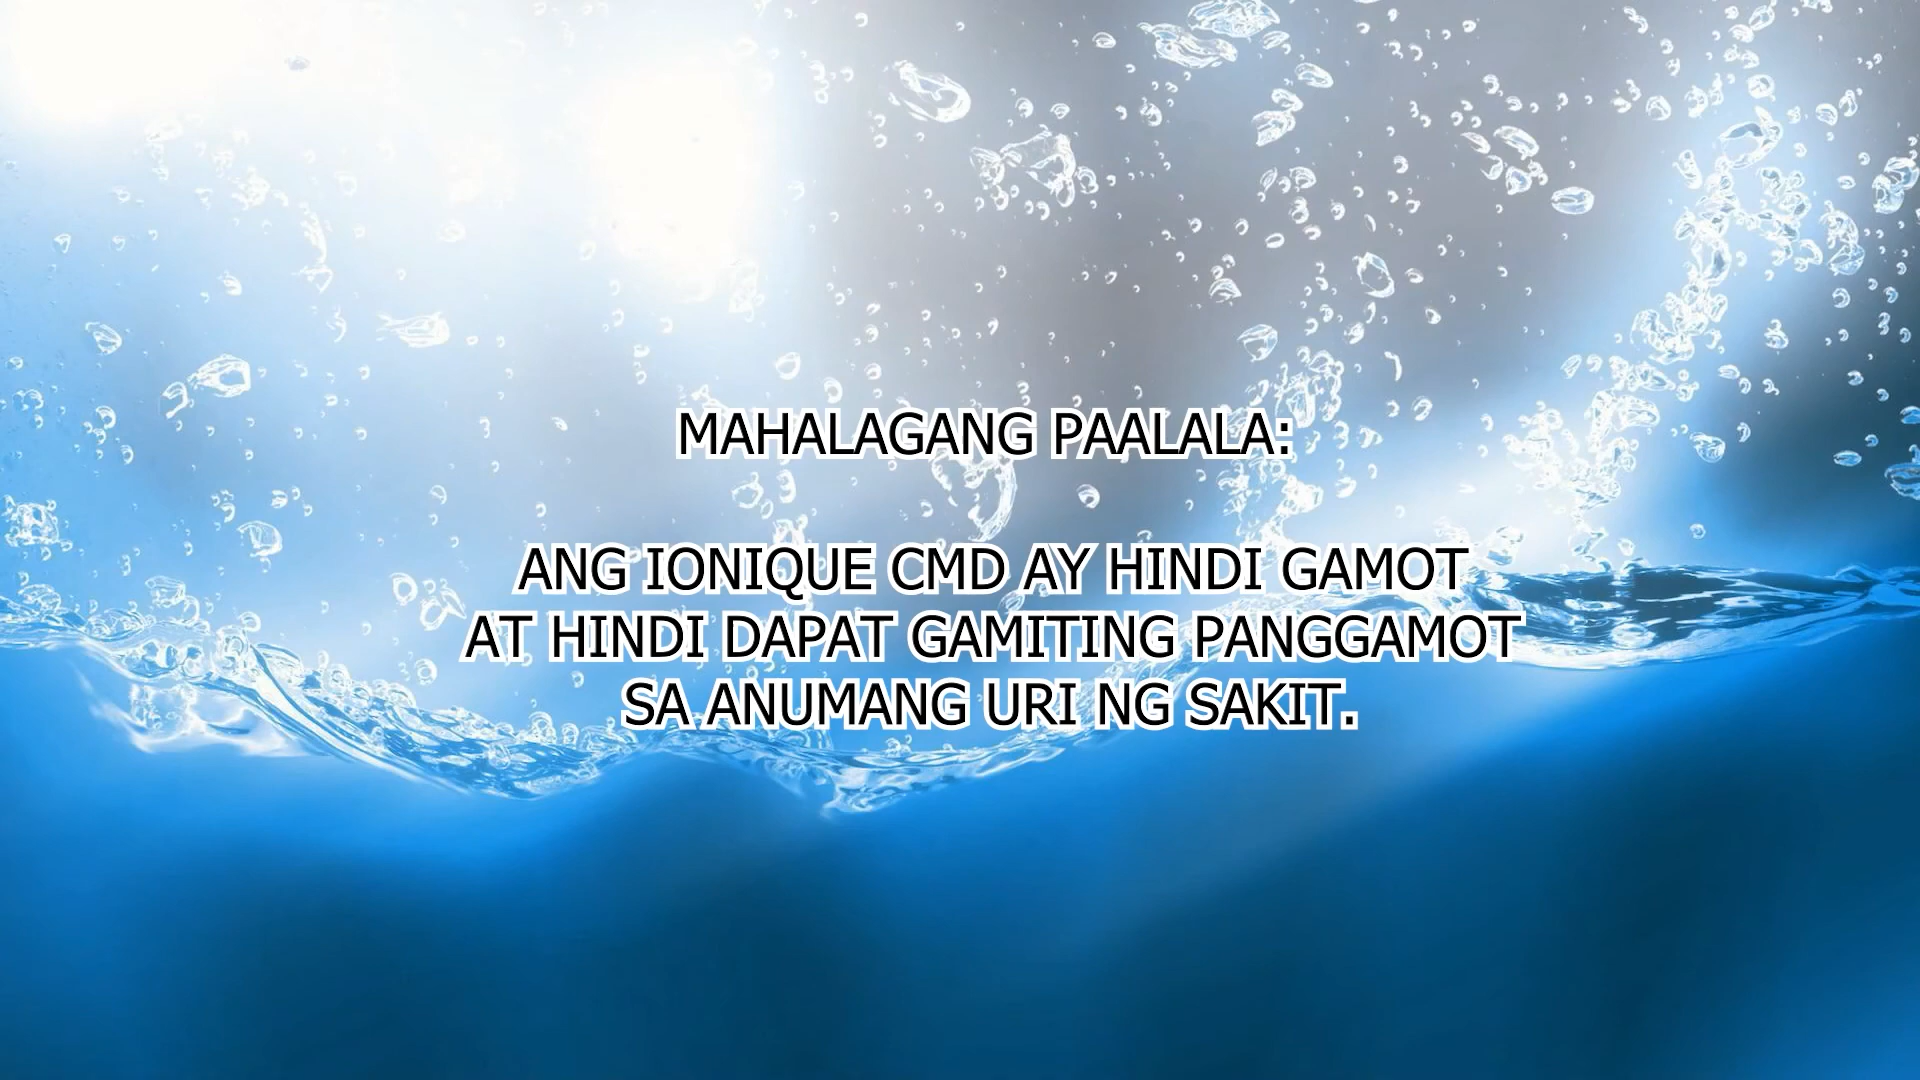 MAHALAGANG PAALALA:
ANG IONIQUE CMD AY HINDI GAMOT
AT HINDI DAPAT GAMITING PANGGAMOT
SA ANUMANG URI NG SAKIT.